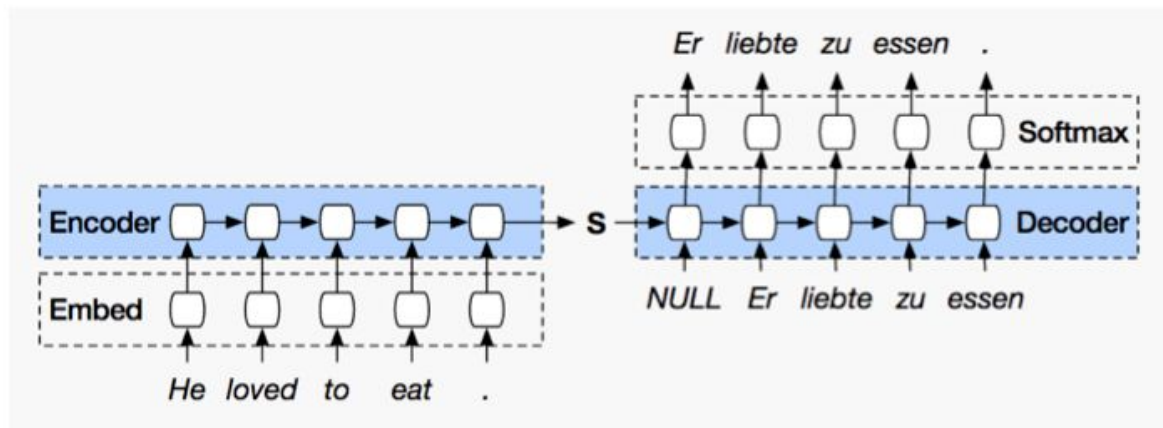 Er liebte zu essen .
Softmax
Encoder
S
Decoder
Embed
NULL Er liebte zu essen
He loved to eat .